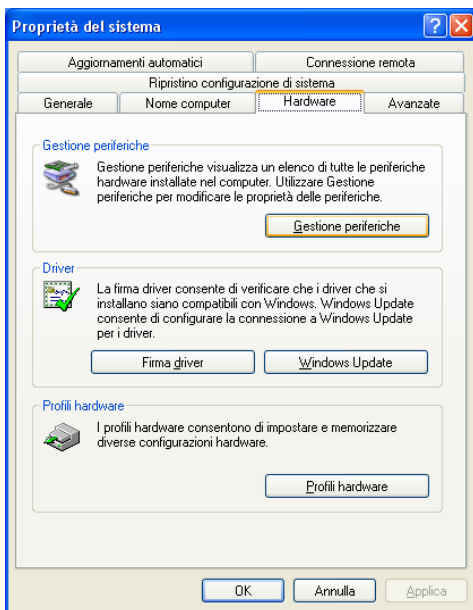 Proprietà del sistema
Aggiornamenti automatici
Connessione remota
Ripristino configurazione di sistema
Generale
Nome computer
Hardware
Avanzate
Gestione periferiche
Gestione periferiche visualizza un elenco di tutte le periferiche
hardware installate nel computer. Utilizzare Gestione
periferiche per modificare le proprietà delle periferiche.
Gestione periferiche
Driver
La firma driver consente di verificare che i driver che si
installano siano compatibili con Windows. Windows Update
consente di configurare la connessione a Windows Update
per i driver.
Firma driver
Windows Update
Profili hardware
I profili hardware consentono di impostare e memorizzare
diverse configurazioni hardware.
Profili hardware
OK
Annulla
Applica